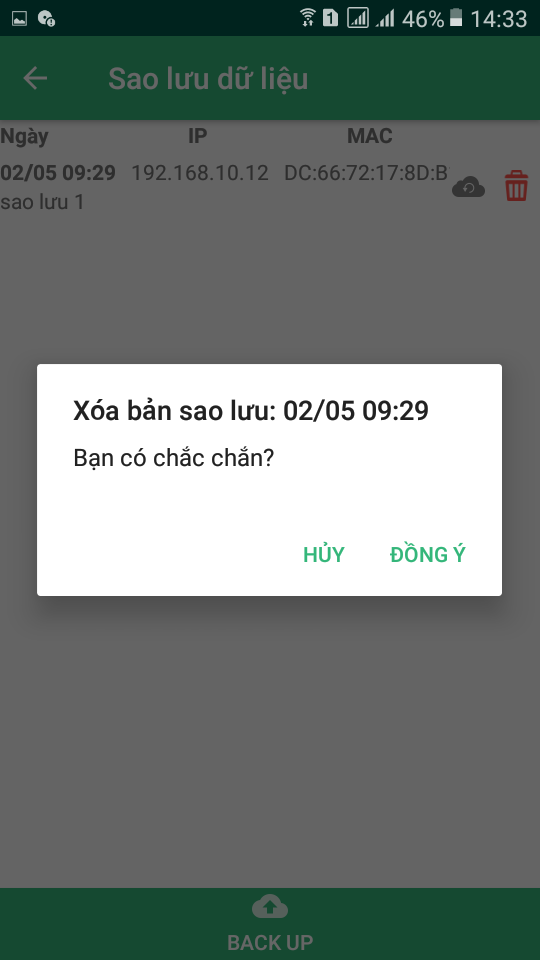 1 46% 14:33
Sao lưu dữ liệu
Ngày IP MAC
02/05 09:29 192.168.10.12 DC:66:72:17:8D:B
sao lưu 1
Xóa bản sao lưu: 02/05 09:29
Bạn có chắc chắn?
HỦY ĐỒNG Ý
BACK UP